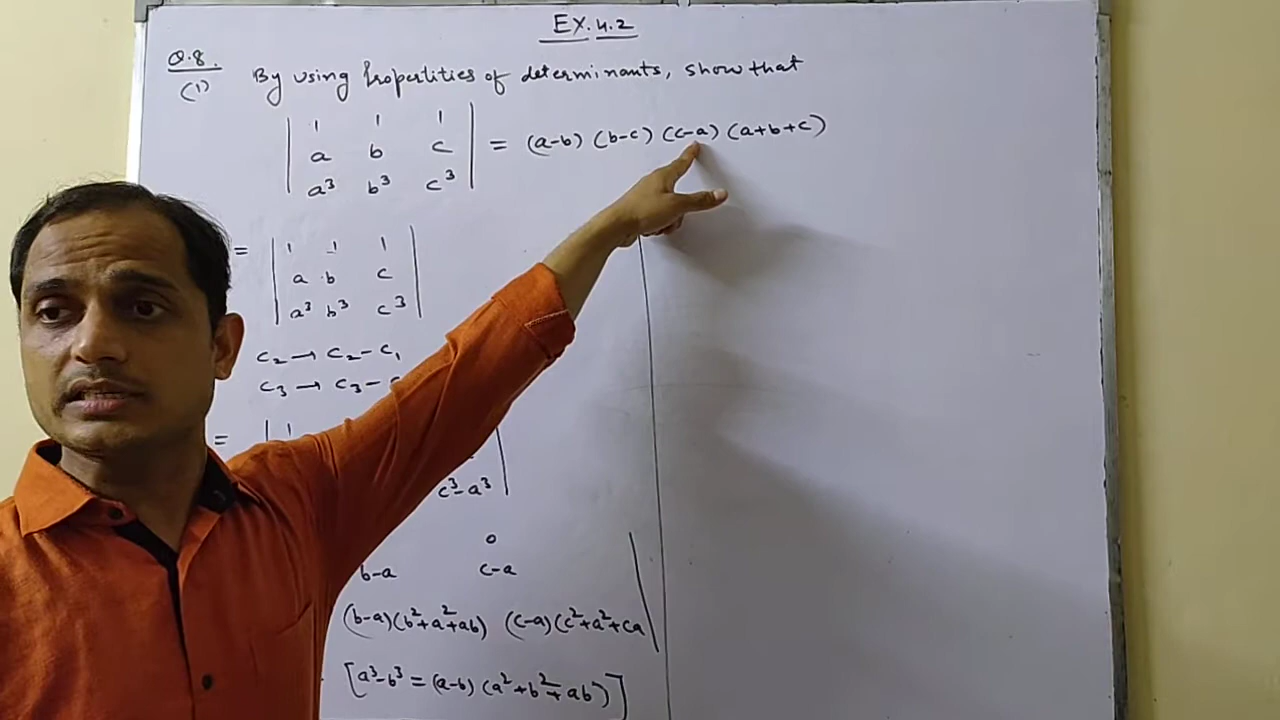 EX. 4.2
Q.8. By using Propertities of determinants, show that
(1)
| 1 1 1 |
| a b c | = (a-b) (b-c) (c-a) (a+b+c)
| a³ b³ c³ |
= | 1 1 1 |
| a b c |
| a³ b³ c³ |
C₂ → C₂ - C₁
C₃ → C₃ -
= | 1
c³-a³ |
0
b-a c-a
(b-a)(b²+a²+ab) (c-a)(c²+a²+ca |
[a³-b³ = (a-b) (a²+b²+ab)]